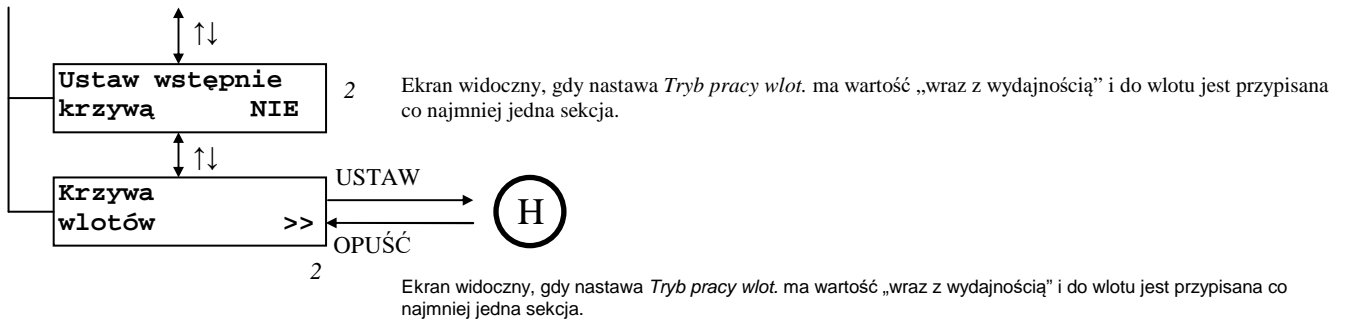 ↑↓
Ustaw wstępnie
krzywą NIE
2
Ekran widoczny, gdy nastawa Tryb pracy wlot. ma wartość „wraz z wydajnością” i do wlotu jest przypisana
co najmniej jedna sekcja.
↑↓
Krzywa
wlotów >>
USTAW
OPUŚĆ
H
2
Ekran widoczny, gdy nastawa Tryb pracy wlot. ma wartość „wraz z wydajnością” i do wlotu jest przypisana co
najmniej jedna sekcja.